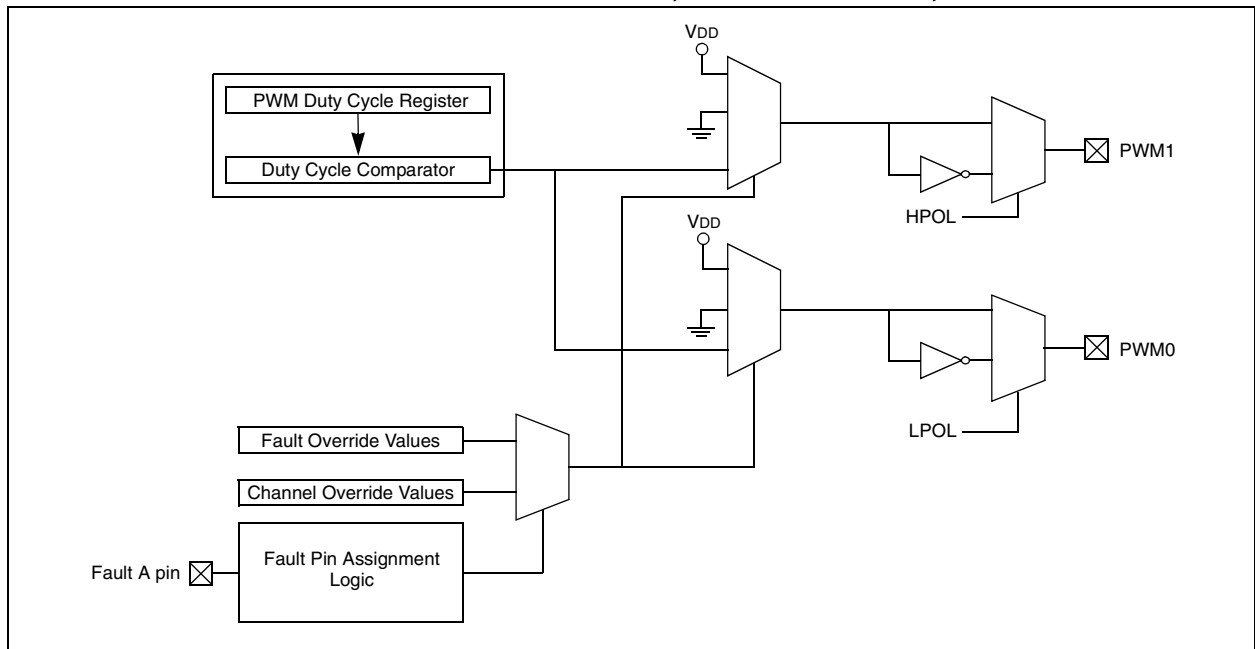 VDD
PWM Duty Cycle Register
Duty Cycle Comparator
PWM1
HPOL
VDD
PWM0
LPOL
Fault Override Values
Channel Override Values
Fault Pin Assignment
Logic
Fault A pin